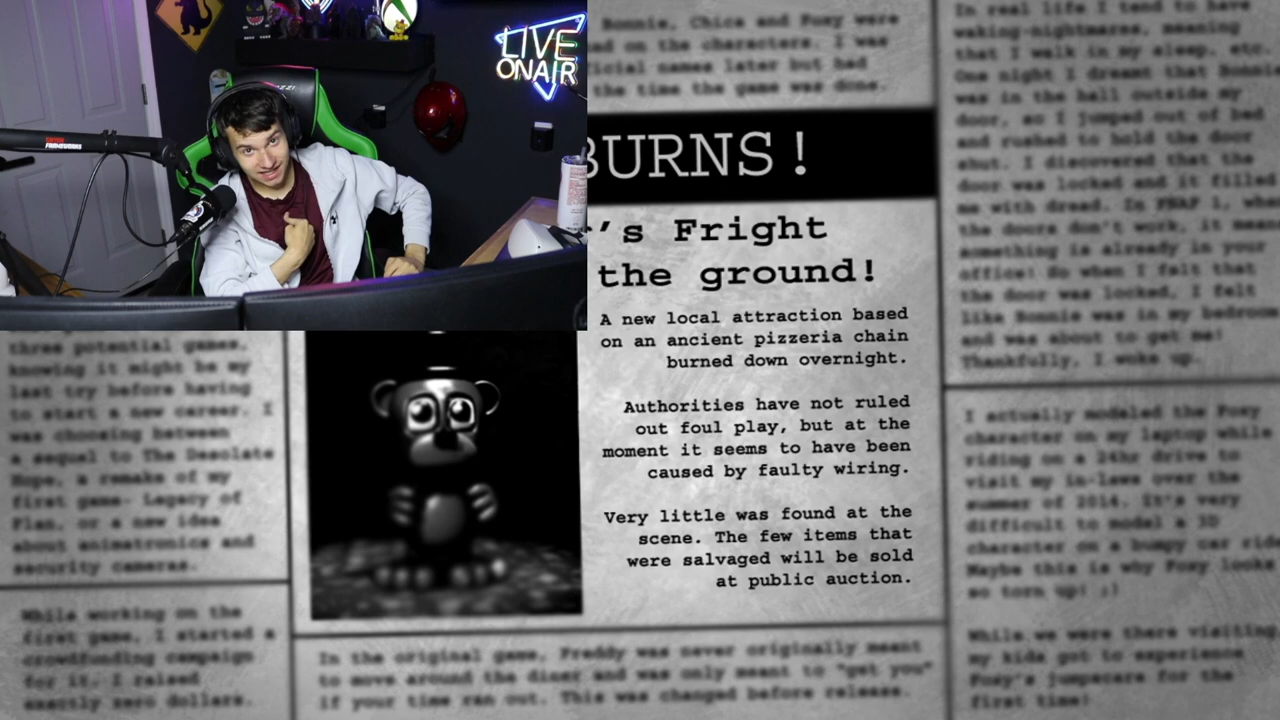 LIVE
ON AIR
Bonnie, Chica and Foxy were
on the characters. I was
names later but had
the time the game was done.
BURNS!
's Fright
the ground!
A new local attraction based
on an ancient pizzeria chain
burned down overnight.
Authorities have not ruled
out foul play, but at the
moment it seems to have been
caused by faulty wiring.
Very little was found at the
scene. The few items that
were salvaged will be sold
at public auction.
three potential games,
knowing it might be my
last try before having
to start a new career. I
was choosing between
a sequel to The Desolate
Hope, a remake of my
first game- Legacy of
Flan, or a new idea
about animatronics and
security cameras.
While working on the
first game, I started a
crowdfunding campaign
for it. I raised
exactly zero dollars.
In the original game, Freddy was never originally meant
to move around the diner and was only meant to "get you"
if your time ran out. This was changed before release.
In real life I tend to have
waking-nightmares, meaning
that I walk in my sleep, etc.
One night I dreamt that Bonnie
was in the hall outside my
door, so I jumped out of bed
and rushed to hold the door
shut. I discovered that the
door was locked and it filled
me with dread. In FNAF 1, when
the doors don't work, it means
something is already in your
office! So when I felt that
the door was locked, I felt
like Bonnie was in my bedroom
and was about to get me!
Thankfully, I woke up.
I actually modeled the Foxy
character on my laptop while
riding on a 24hr drive to
visit my in-laws over the
summer of 2014. It's very
difficult to model a 3D
character on a bumpy car ride
Maybe this is why Foxy looks
so torn up! ;)
While we were there visiting,
my kids got to experience
Foxy's jumpscare for the
first time!